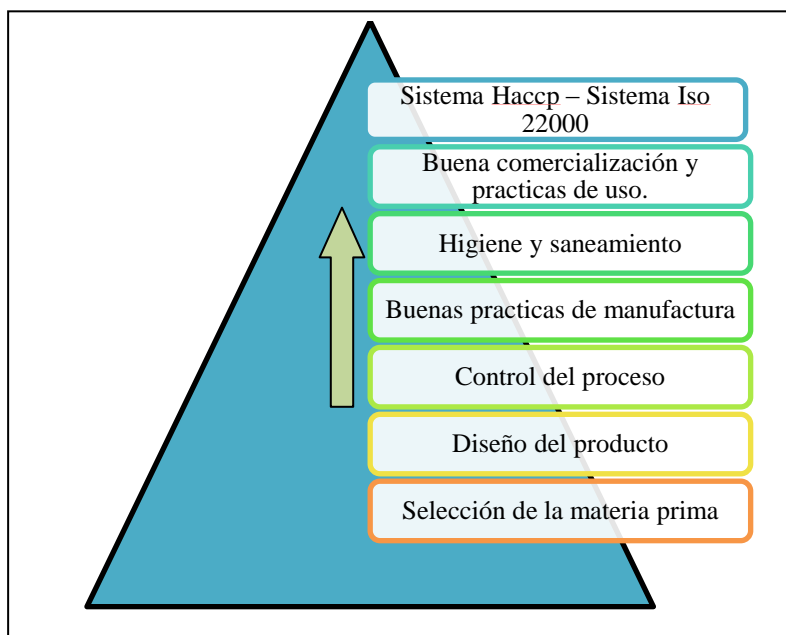 Sistema Haccp – Sistema Iso
22000
Buena comercialización y
practicas de uso.
Higiene y saneamiento
Buenas practicas de manufactura
Control del proceso
Diseño del producto
Selección de la materia prima